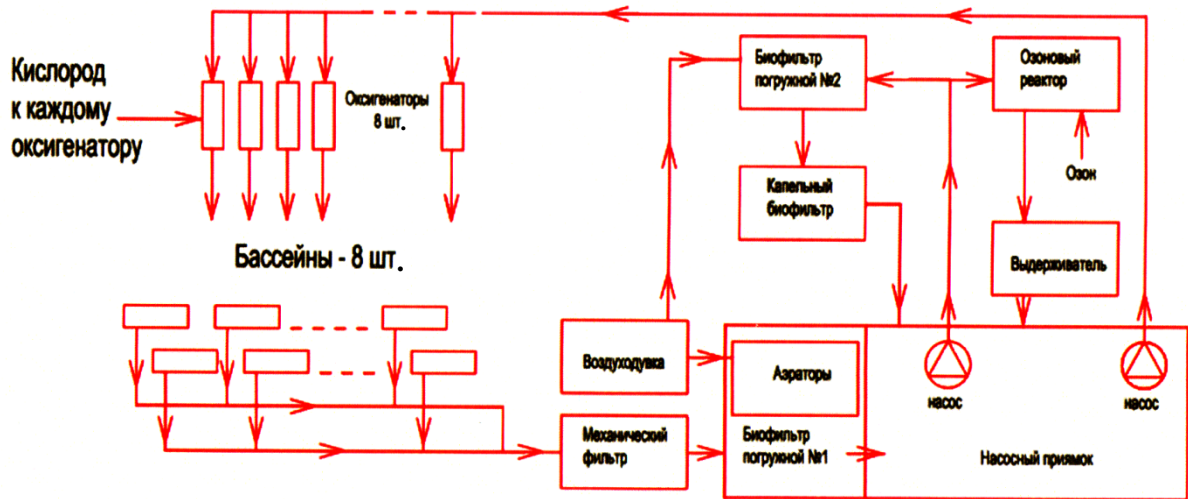 Кислород
к каждому
оксигенатору
Оксигенаторы
8 шт.
Биофильтр
погружной №2
Озоновый
реактор
Озон
Капельный
биофильтр
Выдерживатель
Бассейны - 8 шт.
Воздуходувка
Аэраторы
насос
насос
Механический
фильтр
Биофильтр
погружной №1
Насосный приямок